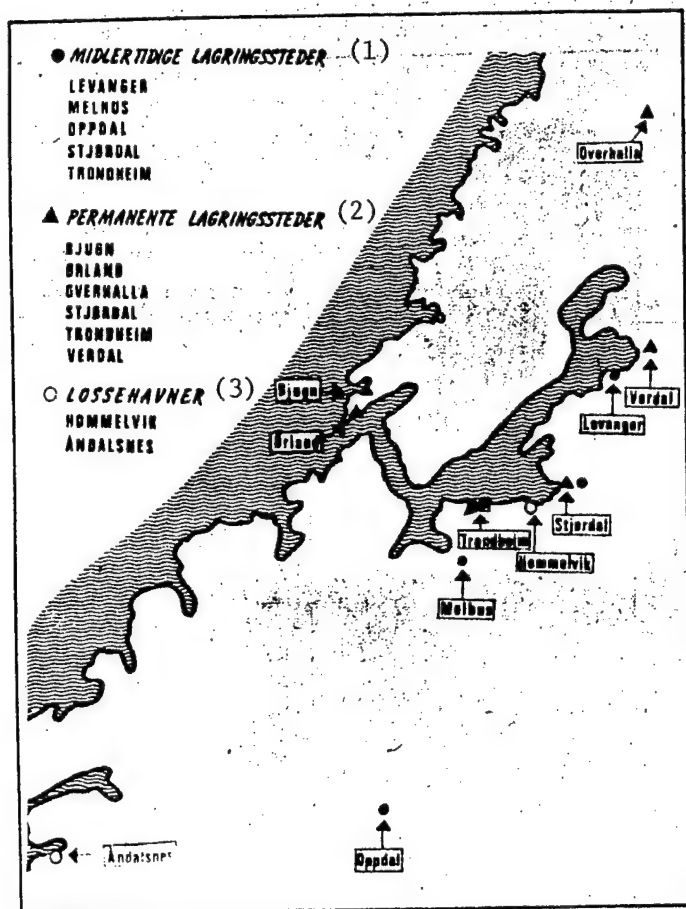 ● MIDLERTIDIGE LAGRINGSSTEDER (1)
LEVANGER
MELHUS
OPPDAL
STJØRDAL
TRONDHEIM
▲ PERMANENTE LAGRINGSSTEDER (2)
BJUGN
ØRLAND
OVERHALLA
STJØRDAL
TRONDHEIM
VERDAL
○ LOSSEHAVNER (3)
HOMMELVIK
ÅNDALSNES
Overhalla
Bjugn
Ørland
Verdal
Levanger
Stjørdal
Trondheim
Hommelvik
Melhus
Oppdal
Åndalsnes